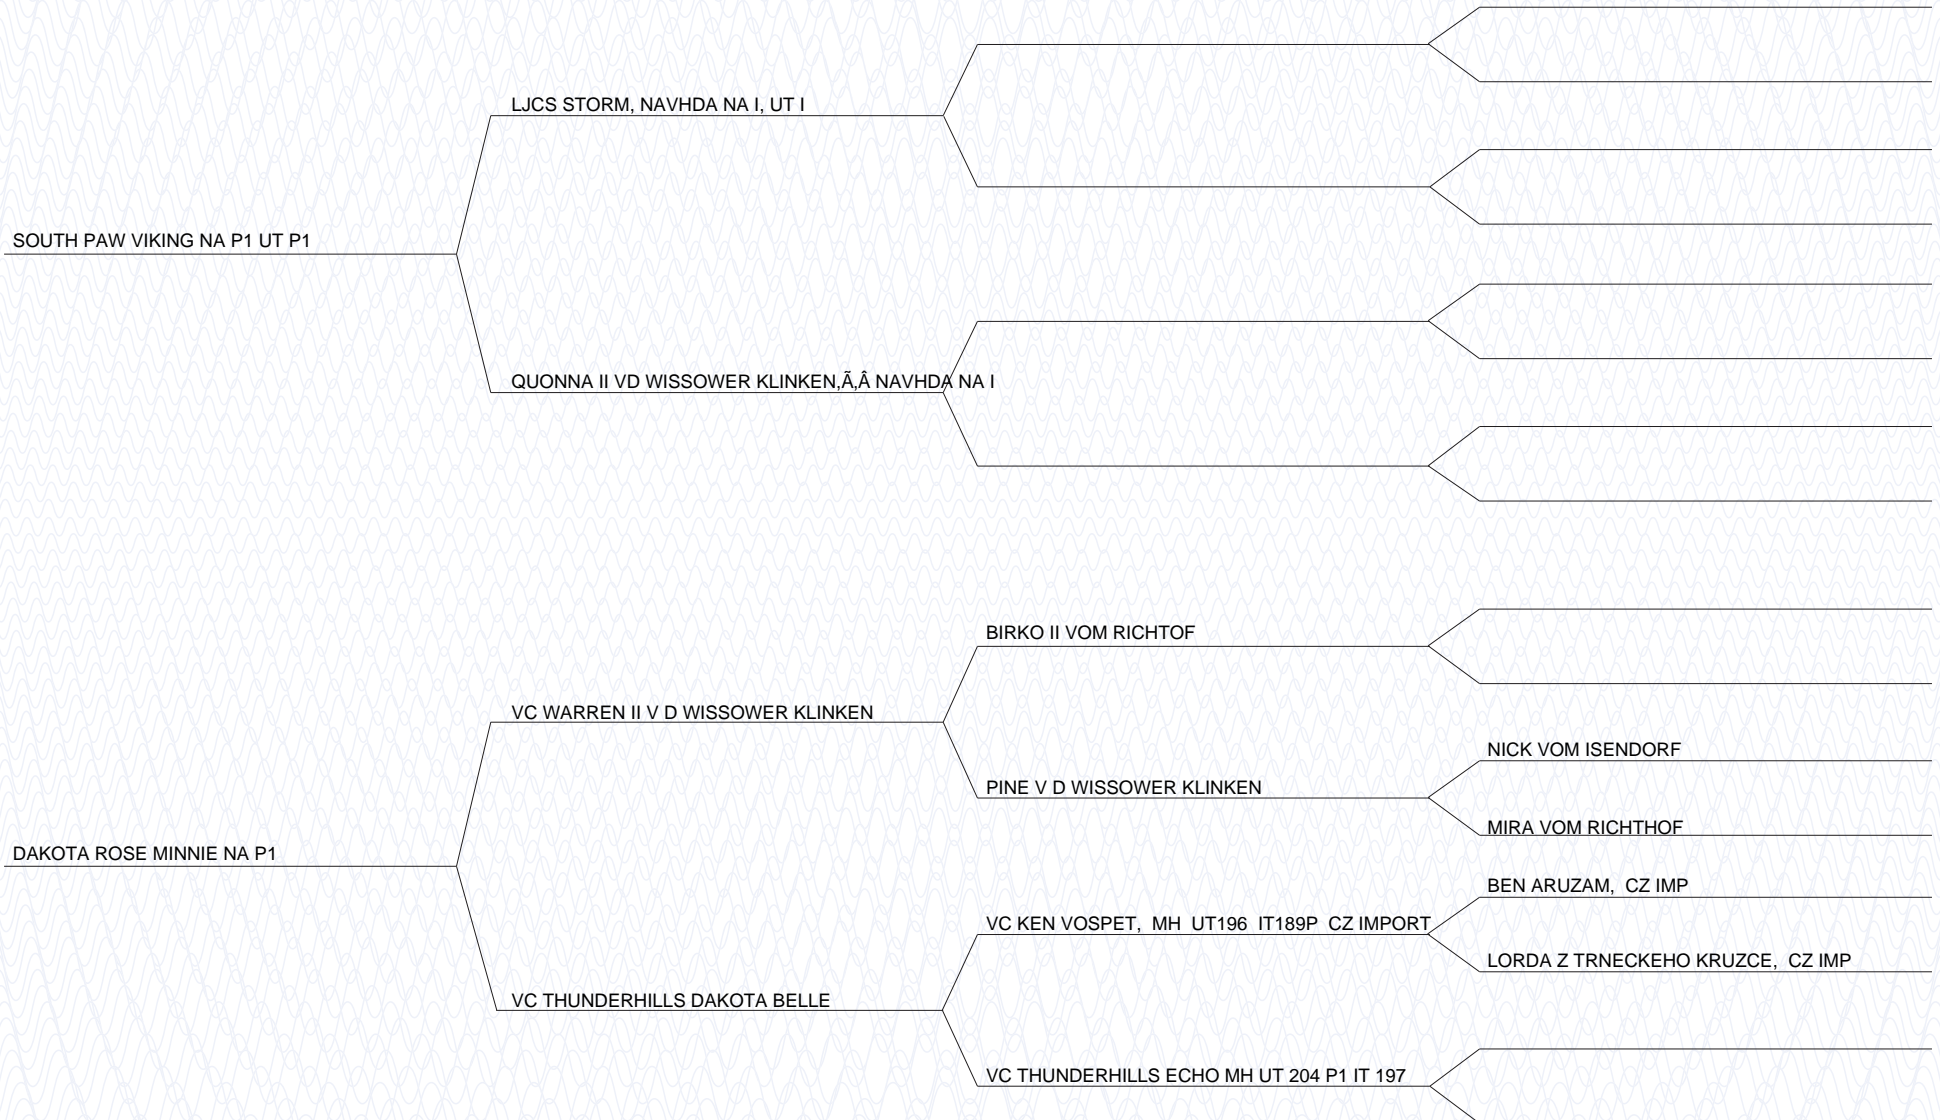 LJCS STORM, NAVHDA NA I, UT I
SOUTH PAW VIKING NA P1 UT P1
QUONNA II VD WISSOWER KLINKEN,Ã,Â NAVHDA NA I
BIRKO II VOM RICHTOF
VC WARREN II V D WISSOWER KLINKEN
NICK VOM ISENDORF
PINE V D WISSOWER KLINKEN
MIRA VOM RICHTHOF
DAKOTA ROSE MINNIE NA P1
BEN ARUZAM, CZ IMP
VC KEN VOSPET, MH UT196 IT189P CZ IMPORT
LORDA Z TRNECKEHO KRUZCE, CZ IMP
VC THUNDERHILLS DAKOTA BELLE
VC THUNDERHILLS ECHO MH UT 204 P1 IT 197